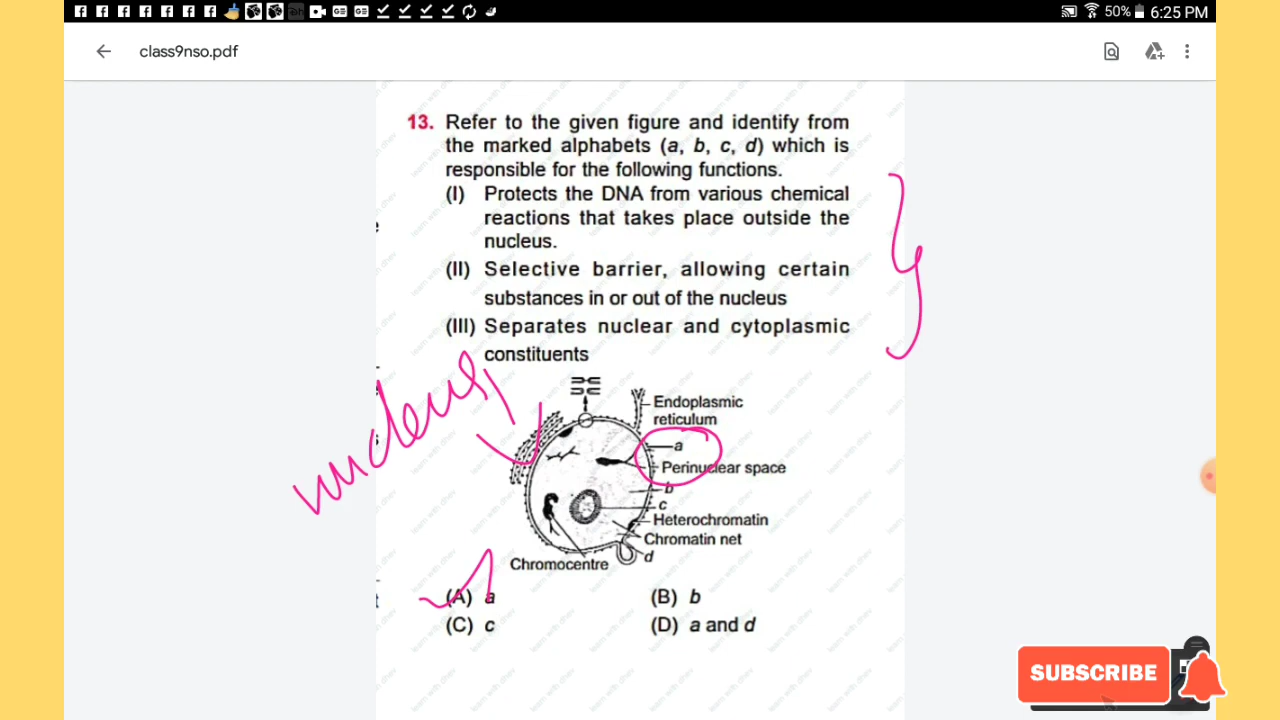 50% 6:25 PM
class9nso.pdf
13. Refer to the given figure and identify from
the marked alphabets (a, b, c, d) which is
responsible for the following functions.
(I) Protects the DNA from various chemical
reactions that takes place outside the
nucleus.
(II) Selective barrier, allowing certain
substances in or out of the nucleus
(III) Separates nuclear and cytoplasmic
constituents
nucleus
Endoplasmic
reticulum
a
Perinuclear space
b
c
Heterochromatin
Chromatin net
d
Chromocentre
(A) a
(B) b
(C) c
(D) a and d
SUBSCRIBE
learn with dhev